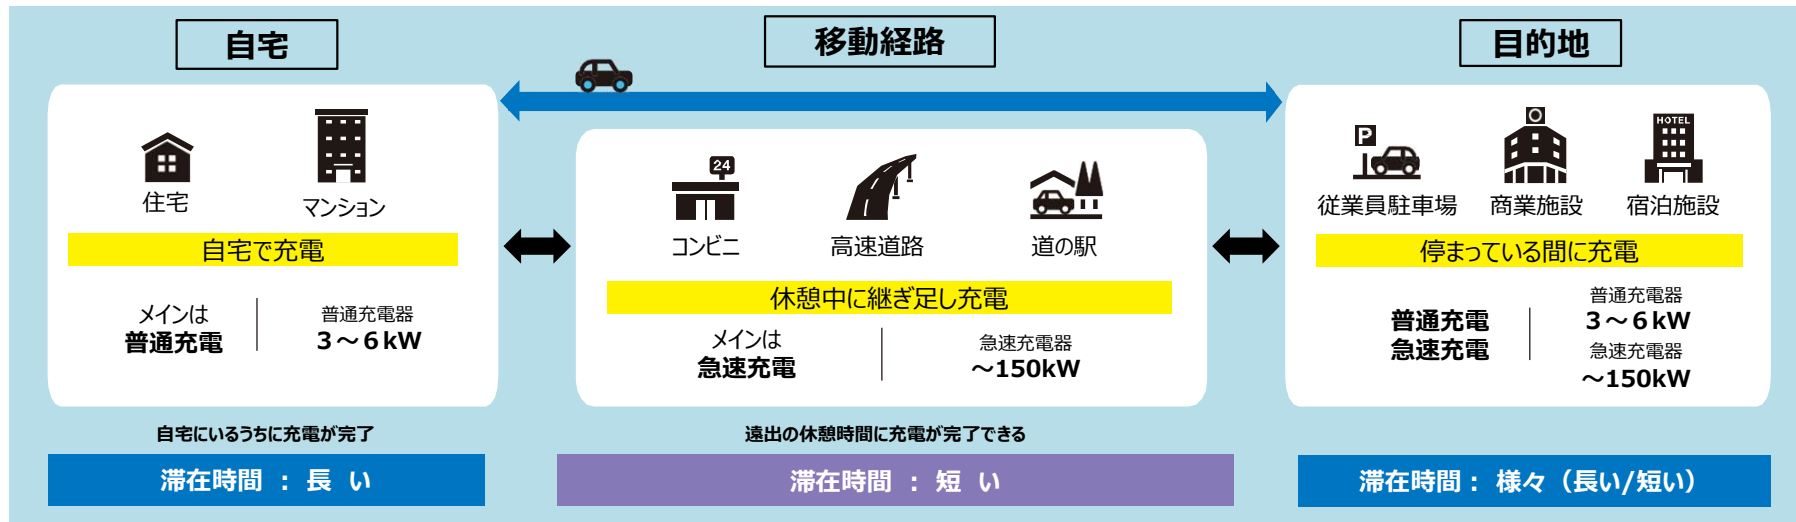 自宅
移動経路
目的地
住宅
マンション
自宅で充電
メインは
普通充電
普通充電器
3～6kW
自宅にいるうちに充電が完了
滞在時間 : 長 い
24
コンビニ
高速道路
道の駅
休憩中に継ぎ足し充電
メインは
急速充電
急速充電器
～150kW
遠出の休憩時間に充電が完了できる
滞在時間 : 短 い
P
HOTEL
従業員駐車場
商業施設
宿泊施設
停まっている間に充電
普通充電
急速充電
普通充電器
3～6kW
急速充電器
～150kW
滞在時間 : 様々（長い/短い）